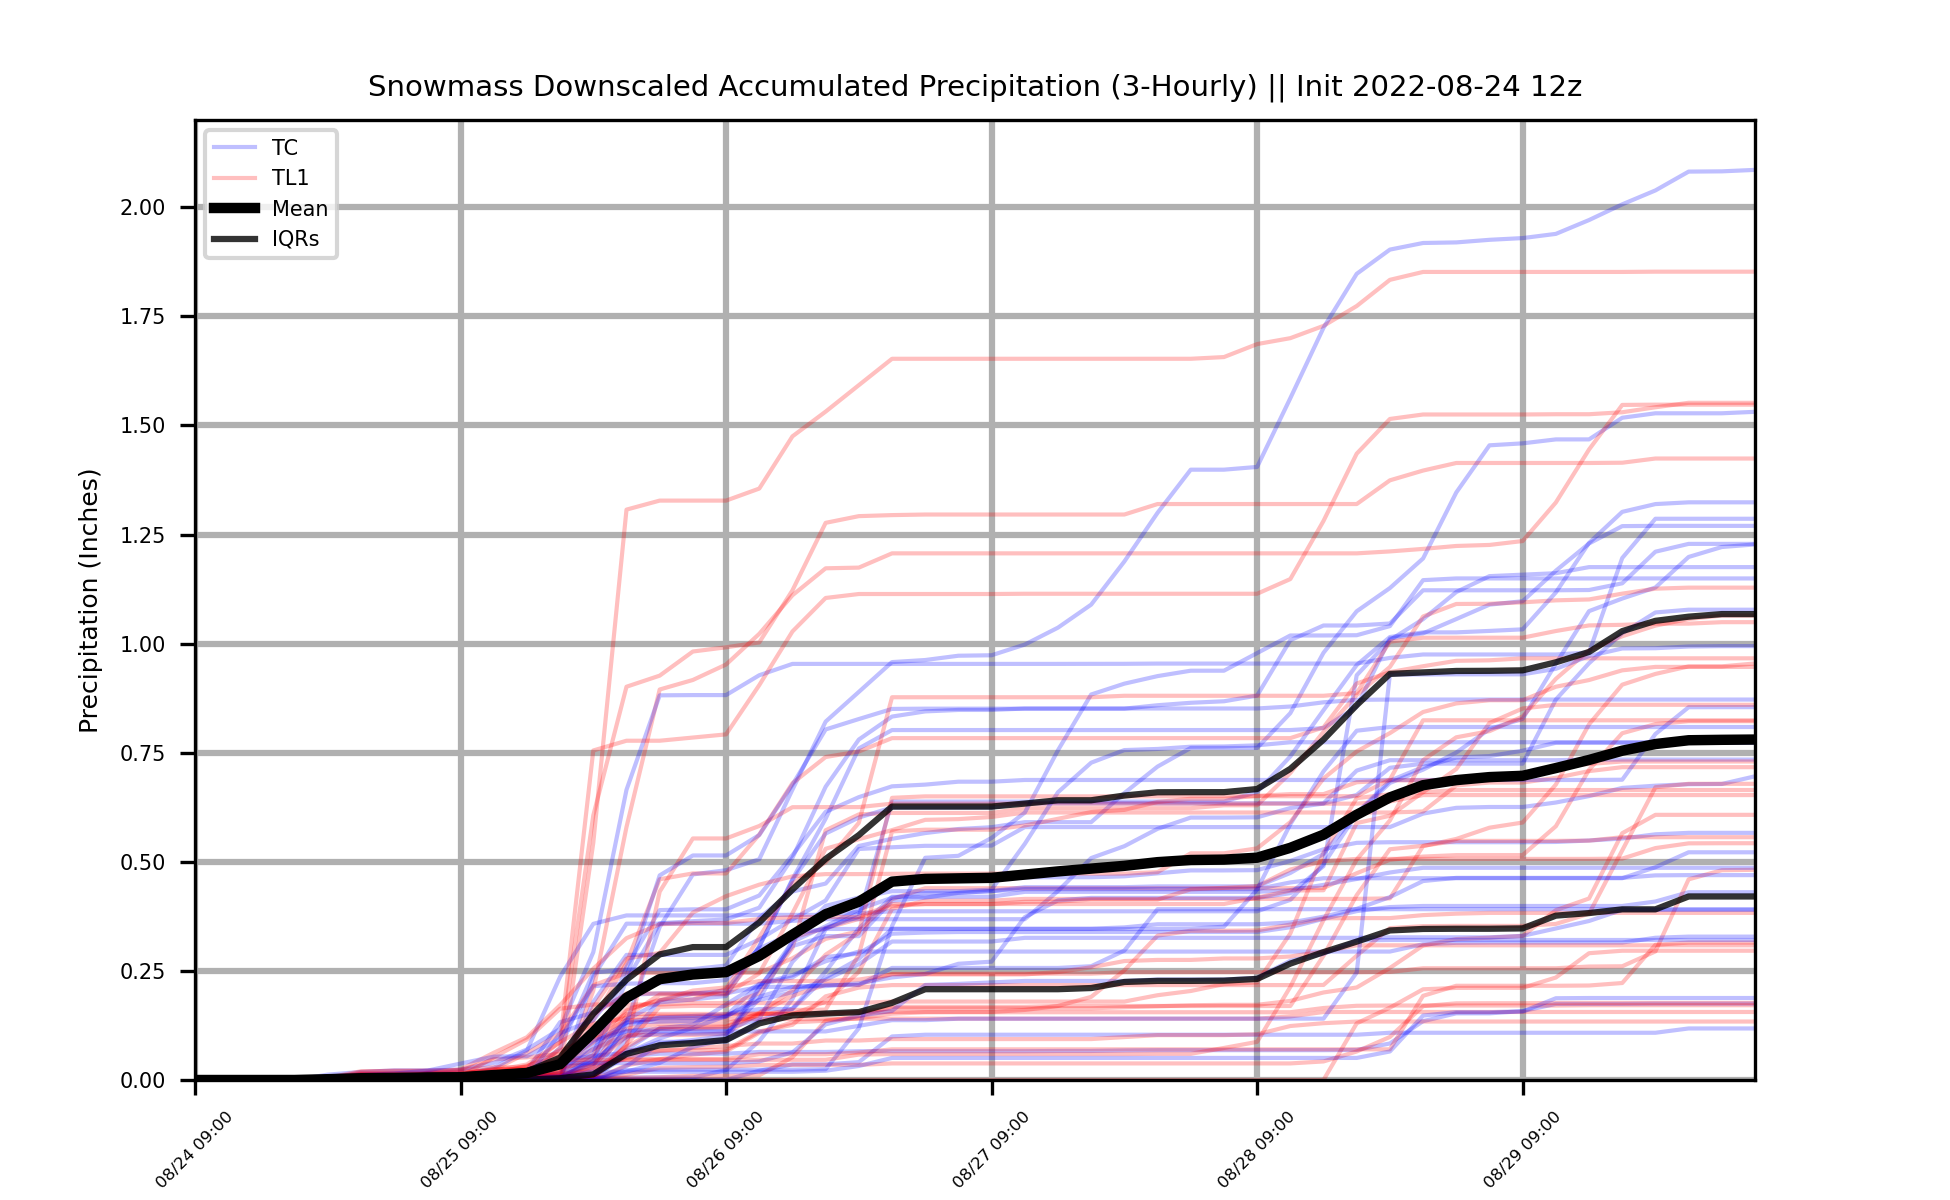 Snowmass Downscaled Accumulated Precipitation (3-Hourly) || Init 2022-08-24 12z
TC
TL1
Mean
IQRs
Precipitation (Inches)
2.00
1.75
1.50
1.25
1.00
0.75
0.50
0.25
0.00
08/24 09:00
08/25 09:00
08/26 09:00
08/27 09:00
08/28 09:00
08/29 09:00